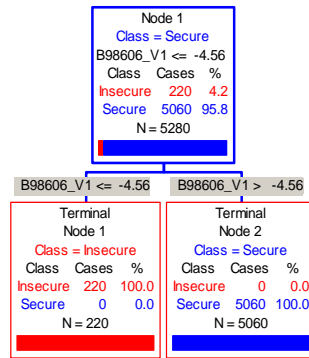 Node 1
Class = Secure
B98606_V1 <= -4.56
Class Cases %
Insecure 220 4.2
Secure 5060 95.8
N = 5280
B98606_V1 <= -4.56
B98606_V1 > -4.56
Terminal
Node 1
Class = Insecure
Class Cases %
Insecure 220 100.0
Secure 0 0.0
N = 220
Terminal
Node 2
Class = Secure
Class Cases %
Insecure 0 0.0
Secure 5060 100.0
N = 5060